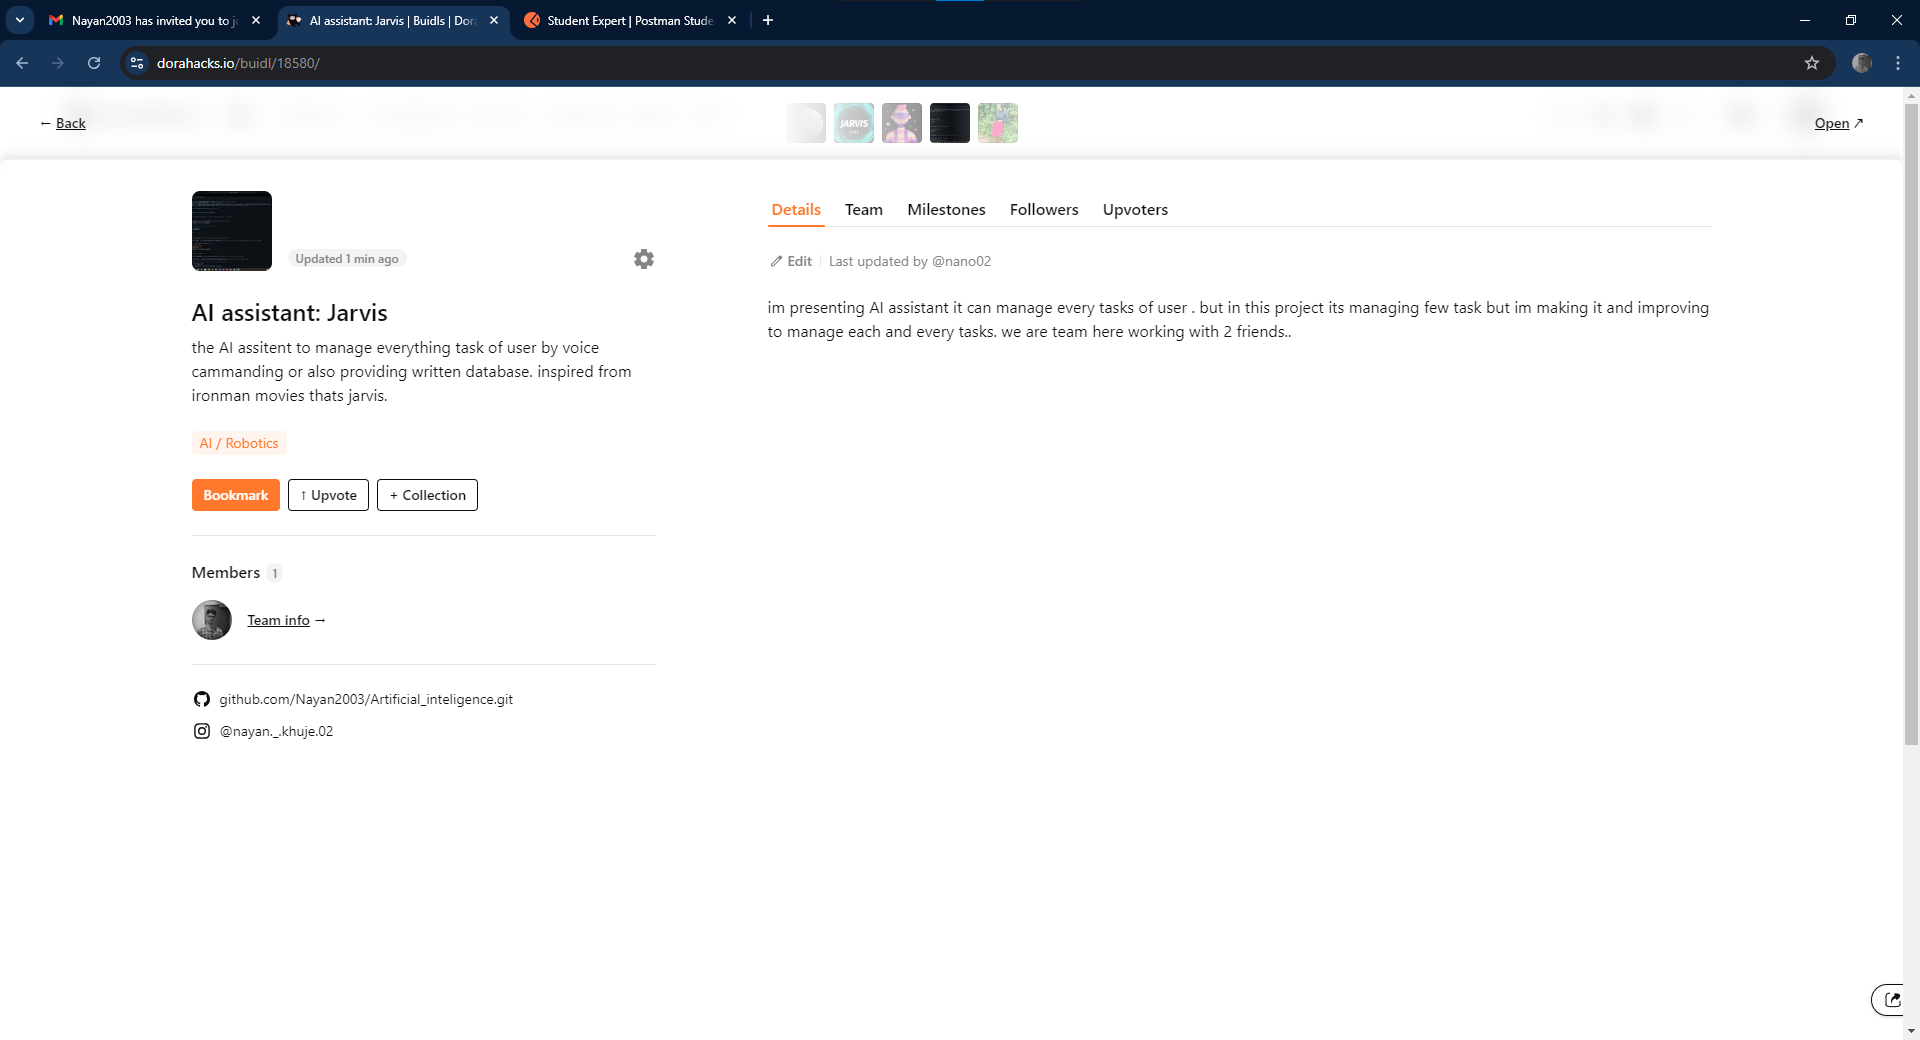 Nayan2003 has invited you to jo
AI assistant: Jarvis | Buidls | Dora
Student Expert | Postman Stude
dorahacks.io/buidl/18580/
← Back
JARVIS
Open ↗
Updated 1 min ago
AI assistant: Jarvis
the AI assitent to manage everything task of user by voice
cammanding or also providing written database. inspired from
ironman movies thats jarvis.
AI / Robotics
Bookmark
↑ Upvote
+ Collection
Members 1
Team info →
github.com/Nayan2003/Artificial_inteligence.git
@nayan._.khuje.02
Details
Team
Milestones
Followers
Upvoters
Edit
Last updated by @nano02
im presenting AI assistant it can manage every tasks of user . but in this project its managing few task but im making it and improving
to manage each and every tasks. we are team here working with 2 friends..